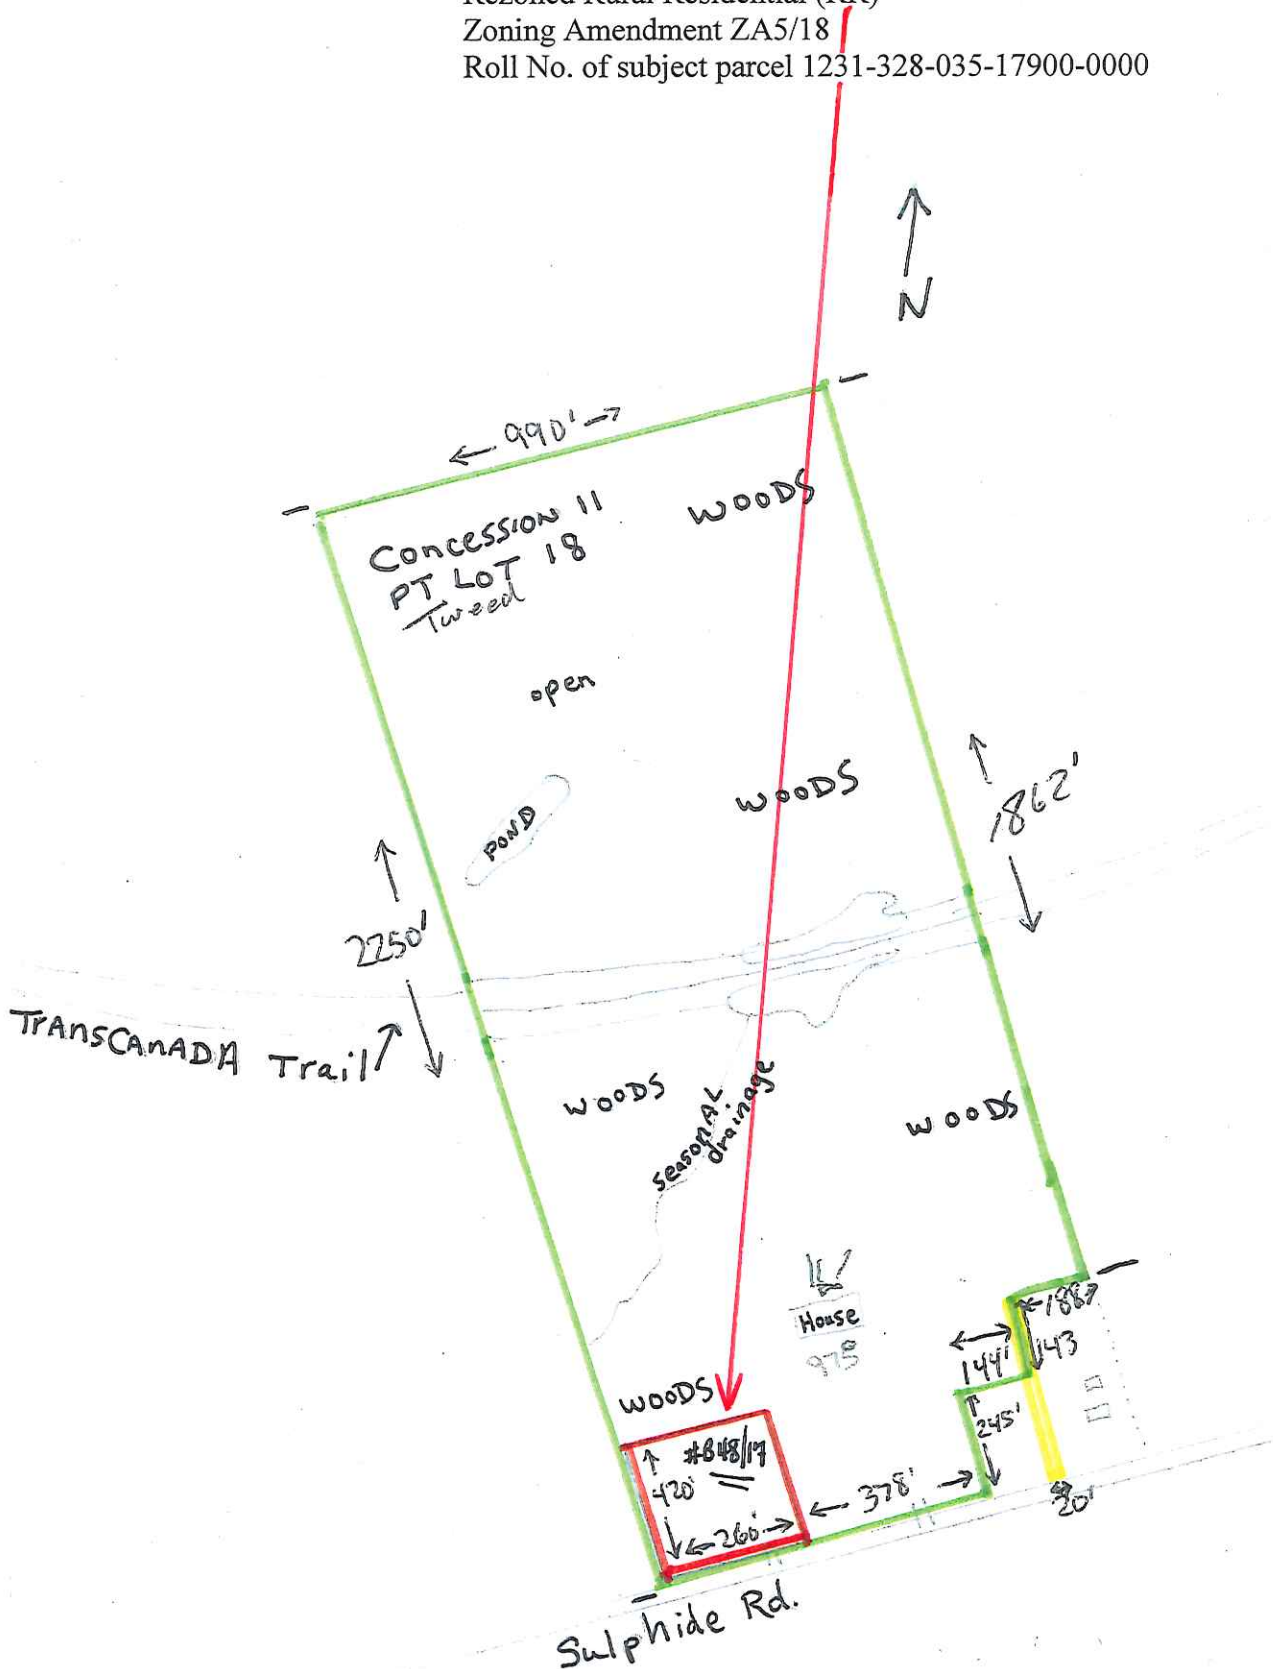 Rezoned Rural Residential (RR)
Zoning Amendment ZA5/18
Roll No. of subject parcel 1231-328-035-17900-0000
N
990'
Concession 11
PT LOT 18
Tweed
WOODS
open
POND
WOODS
1862'
2250'
TRANSCANADA Trail
WOODS
seasonal drainage
WOODS
House
188
144'
143
245'
WOODS
#B48/17
420'
260'
378'
20'
Sulphide Rd.